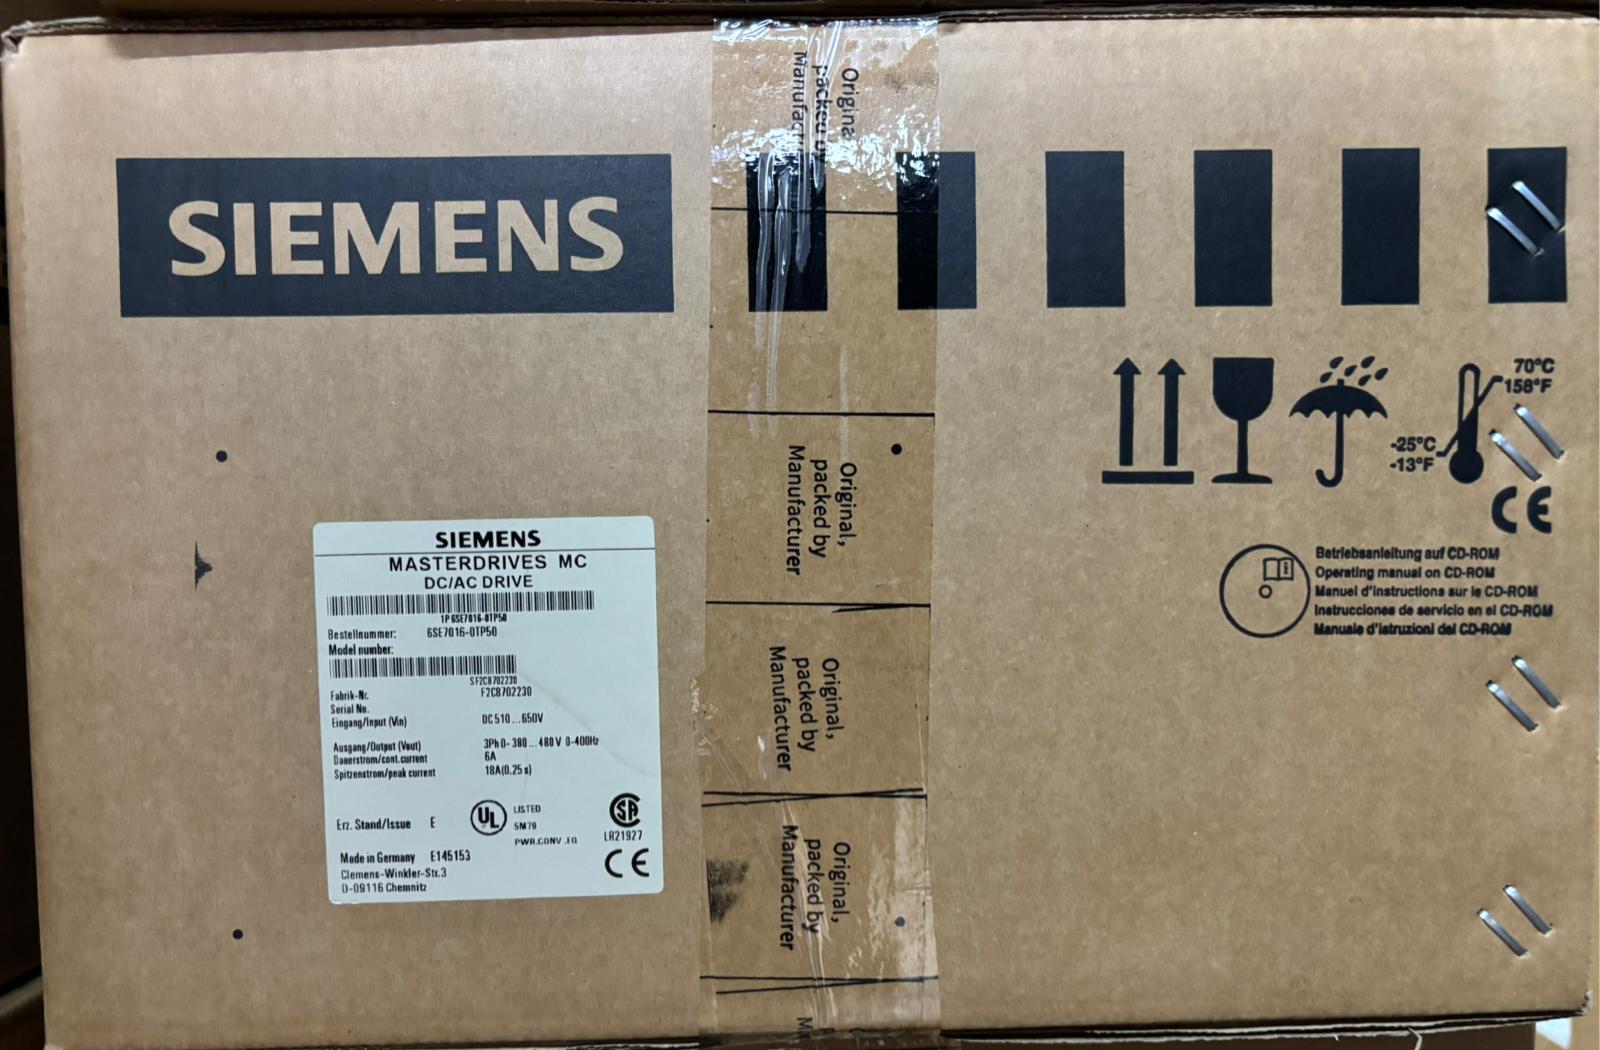 SIEMENS
Original,
packed by
Manufacturer
Original,
packed by
Manufacturer
Original,
packed by
Manufacturer
Original,
packed by
Manufacturer
70°C
158°F
-25°C
-13°F
CE
Betriebsanleitung auf CD-ROM
Operating manual on CD-ROM
Manuel d'instructions sur le CD-ROM
Instrucciones de servicio en el CD-ROM
Manuale d'istruzioni del CD-ROM
SIEMENS
MASTERDRIVES MC
DC/AC DRIVE
1P 6SE7016-0TP50
Bestellnummer: 6SE7016-0TP50
Model number:
SF2C8702230
Fabrik-Nr. F2C8702230
Serial No.
Eingang/Input (Vin) DC 510...650V
Ausgang/Output (Vout) 3Ph 0- 380...480 V 0-400Hz
Dauerstrom/cont.current 6A
Spitzenstrom/peak current 18A(0.25 s)
Erz. Stand/Issue E
UL LISTED
5M79
PWR.CONV .EQ
SA
LR21927
CE
Made in Germany E145153
Clemens-Winkler-Str.3
D-09116 Chemnitz